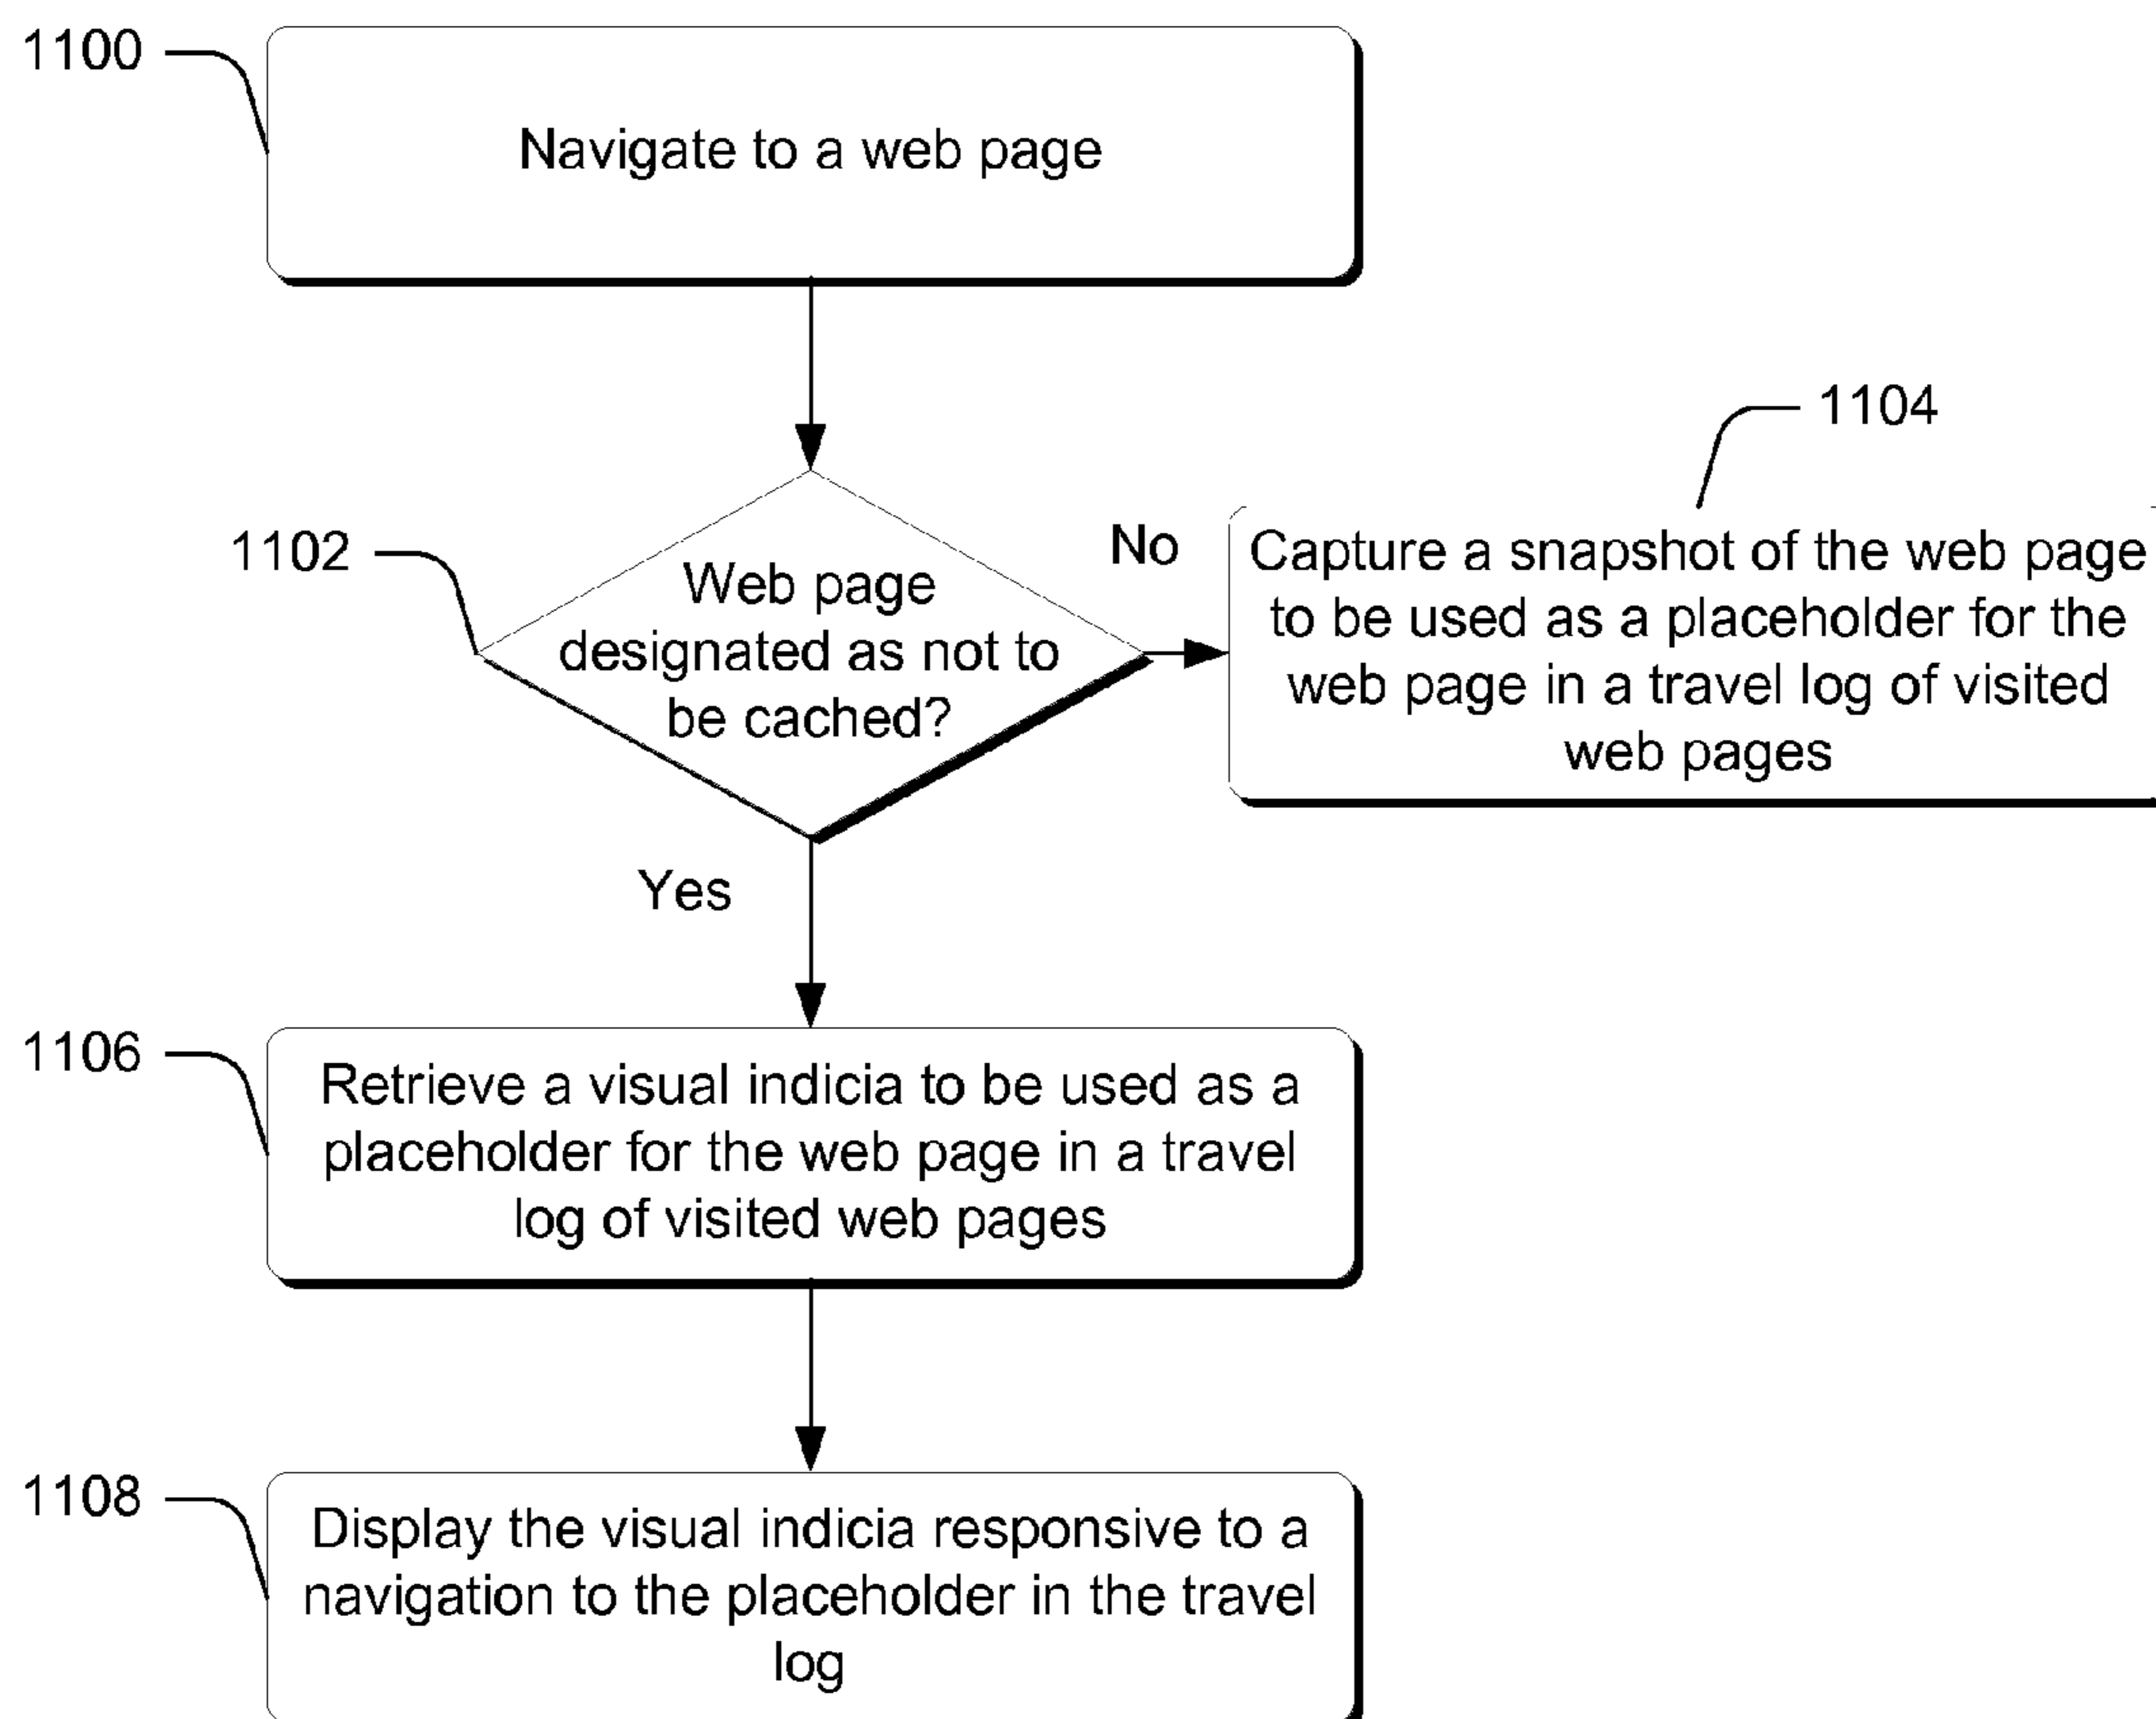 1100
Navigate to a web page
1104
1102
Web page
designated as not to
be cached?
No
Capture a snapshot of the web page
to be used as a placeholder for the
web page in a travel log of visited
web pages
Yes
1106
Retrieve a visual indicia to be used as a
placeholder for the web page in a travel
log of visited web pages
1108
Display the visual indicia responsive to a
navigation to the placeholder in the travel
log